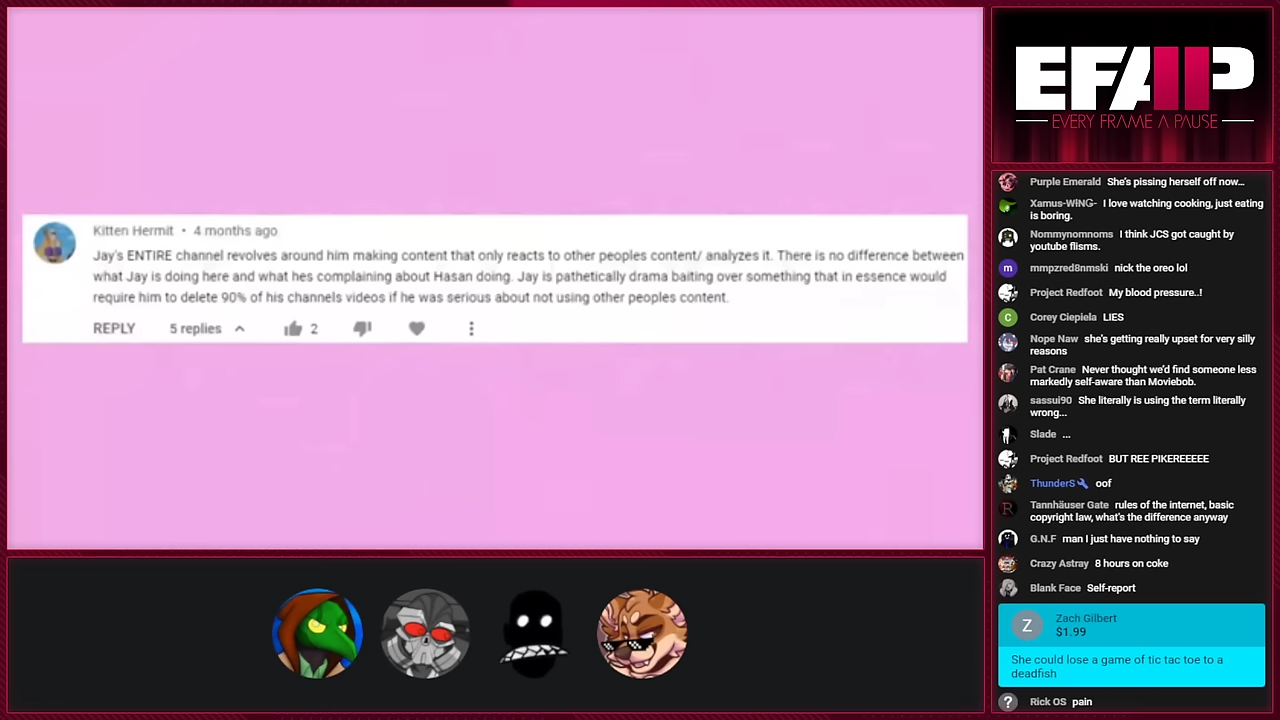 Kitten Hermit • 4 months ago
Jay's ENTIRE channel revolves around him making content that only reacts to other peoples content/ analyzes it. There is no difference between
what Jay is doing here and what hes complaining about Hasan doing. Jay is pathetically drama baiting over something that in essence would
require him to delete 90% of his channels videos if he was serious about not using other peoples content.
REPLY 5 replies 2
EFAP
EVERY FRAME A PAUSE
Purple Emerald She's pissing herself off now...
Xamus-WiNG- I love watching cooking, just eating
is boring.
Nommynomnoms I think JCS got caught by
youtube flisms.
m mmpzred8nmski nick the oreo lol
Project Redfoot My blood pressure..!
C Corey Ciepiela LIES
Nope Naw she's getting really upset for very silly
reasons
Pat Crane Never thought we'd find someone less
markedly self-aware than Moviebob.
sassui90 She literally is using the term literally
wrong...
Slade ...
Project Redfoot BUT REE PIKEREEEEE
ThunderS oof
R Tannhäuser Gate rules of the internet, basic
copyright law, what's the difference anyway
G.N.F man I just have nothing to say
Crazy Astray 8 hours on coke
Blank Face Self-report
Z Zach Gilbert
$1.99
She could lose a game of tic tac toe to a
deadfish
? Rick OS pain